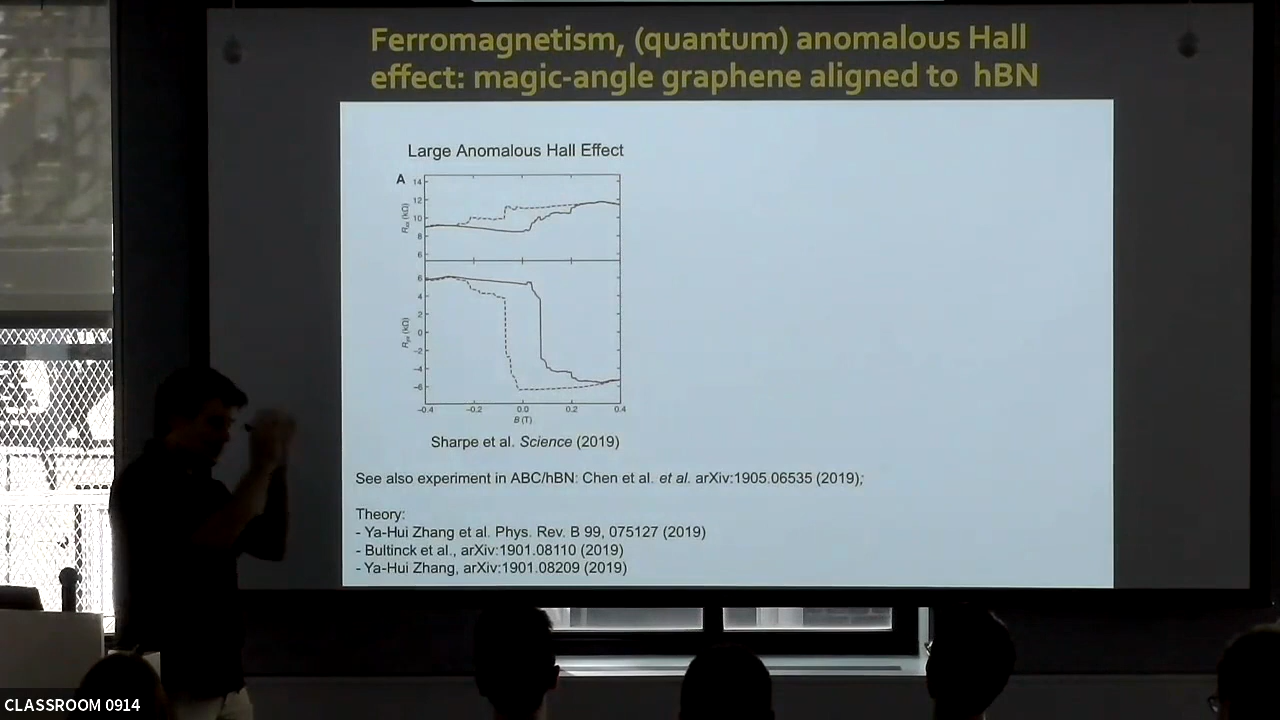 Ferromagnetism, (quantum) anomalous Hall
effect: magic-angle graphene aligned to hBN
Large Anomalous Hall Effect
A
14
12
10
8
6
Rxx (kΩ)
6
4
2
0
−2
−4
−6
Ryx (kΩ)
−0.4 −0.2 0.0 0.2 0.4
B (T)
Sharpe et al. Science (2019)
See also experiment in ABC/hBN: Chen et al. et al. arXiv:1905.06535 (2019);
Theory:
- Ya-Hui Zhang et al. Phys. Rev. B 99, 075127 (2019)
- Bultinck et al., arXiv:1901.08110 (2019)
- Ya-Hui Zhang, arXiv:1901.08209 (2019)
CLASSROOM 0914